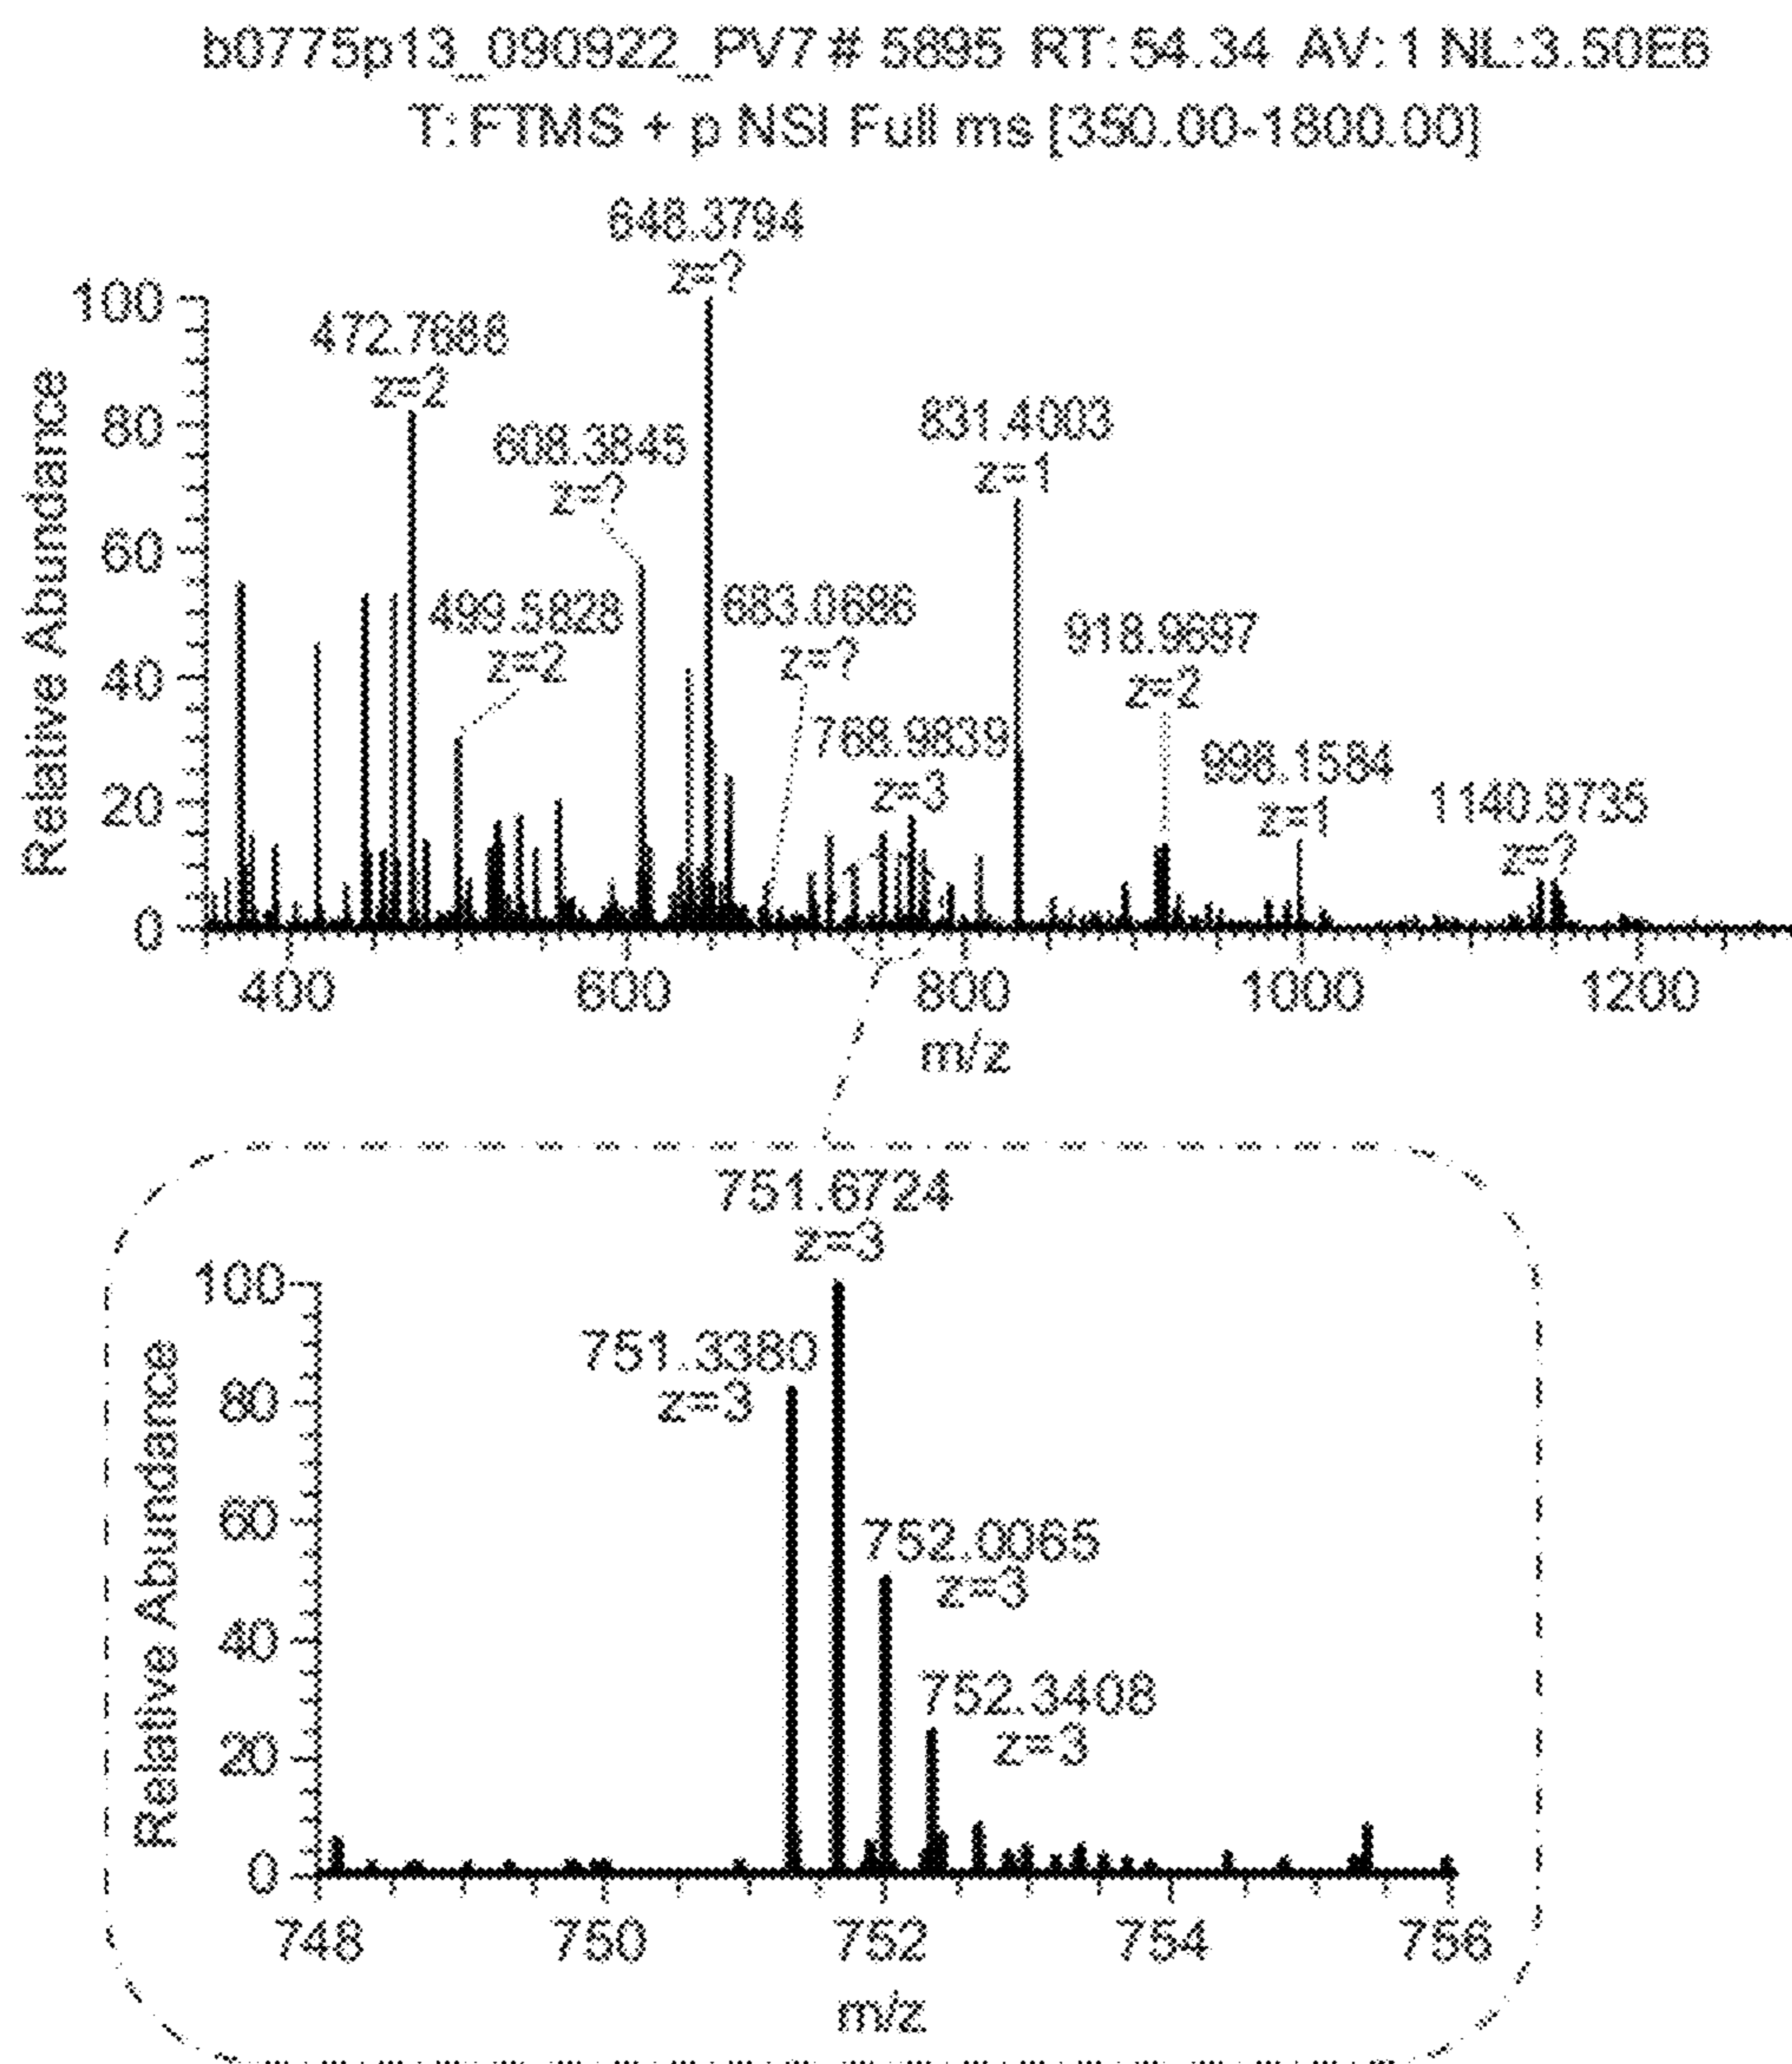 b0775p13_090922_PV7 # 5895 RT: 54.34 AV: 1 NL: 3.50E6
T: FTMS + p NSI Full ms [350.00-1800.00]
648.3794
z=?
472.7686
z=2
608.3845
z=?
831.4003
z=1
499.5828
z=2
683.0686
z=?
918.9697
z=2
768.9839
z=3
998.1584
z=1
1140.9735
z=?
Relative Abundance
100
80
60
40
20
0
400 600 800 1000 1200
m/z
751.6724
z=3
751.3380
z=3
752.0065
z=3
752.3408
z=3
Relative Abundance
100
80
60
40
20
0
748 750 752 754 756
m/z